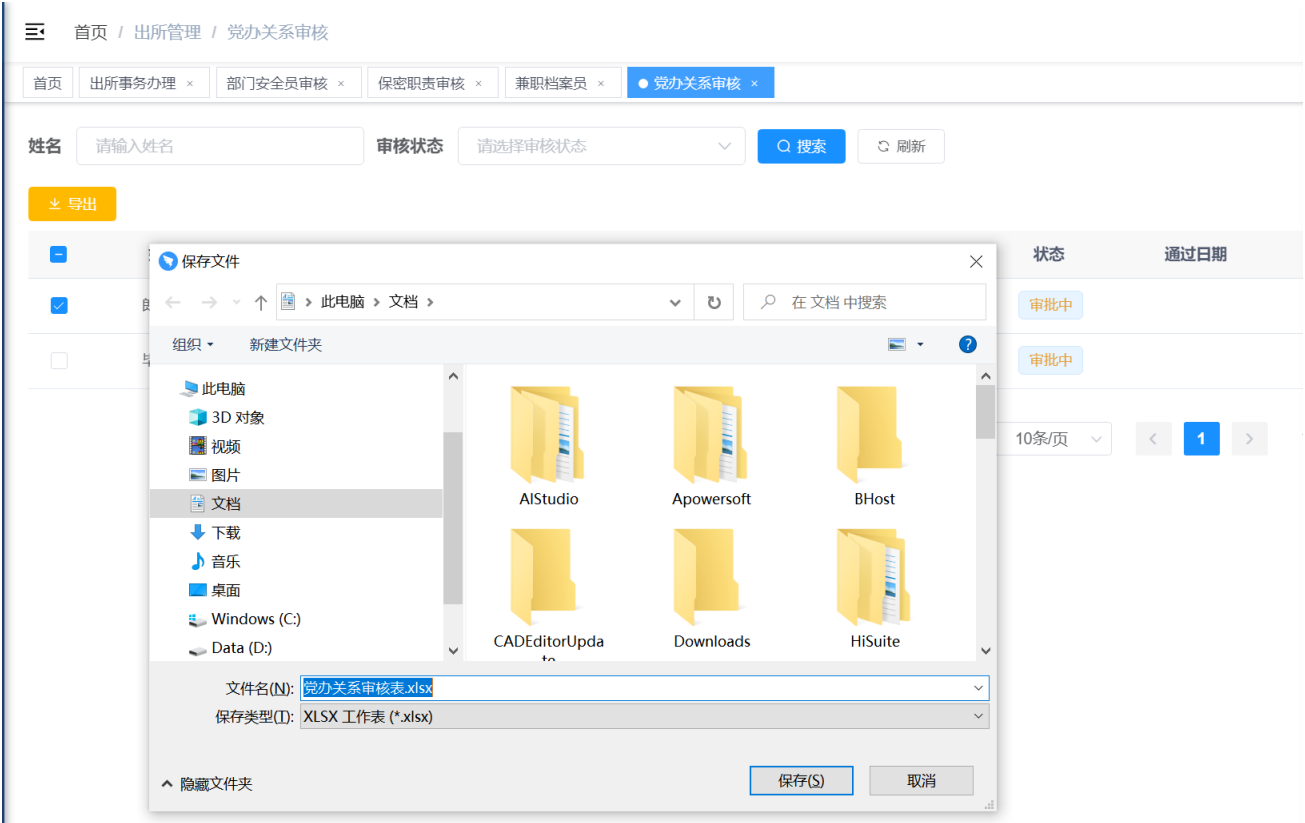 首页 / 出所管理 / 党办关系审核
首页 出所事务办理 × 部门安全员审核 × 保密职责审核 × 兼职档案员 × 党办关系审核 ×
姓名 请输入姓名 审核状态 请选择审核状态 搜索 刷新
导出
状态 通过日期
审批中
审批中
10条/页 1
保存文件
此电脑 文档 在 文档 中搜索
组织 新建文件夹
此电脑
3D 对象
视频
图片
文档
下载
音乐
桌面
Windows (C:)
Data (D:)
AIStudio Apowersoft BHost
CADEditorUpda Downloads HiSuite
文件名(N): 党办关系审核表.xlsx
保存类型(T): XLSX 工作表 (*.xlsx)
隐藏文件夹 保存(S) 取消